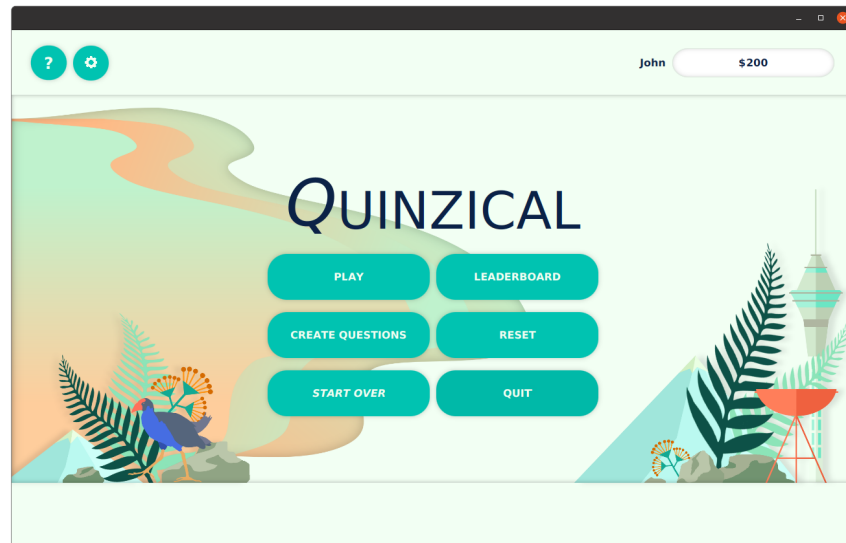 ?
John $200
QUINZICAL
PLAY LEADERBOARD
CREATE QUESTIONS RESET
START OVER QUIT